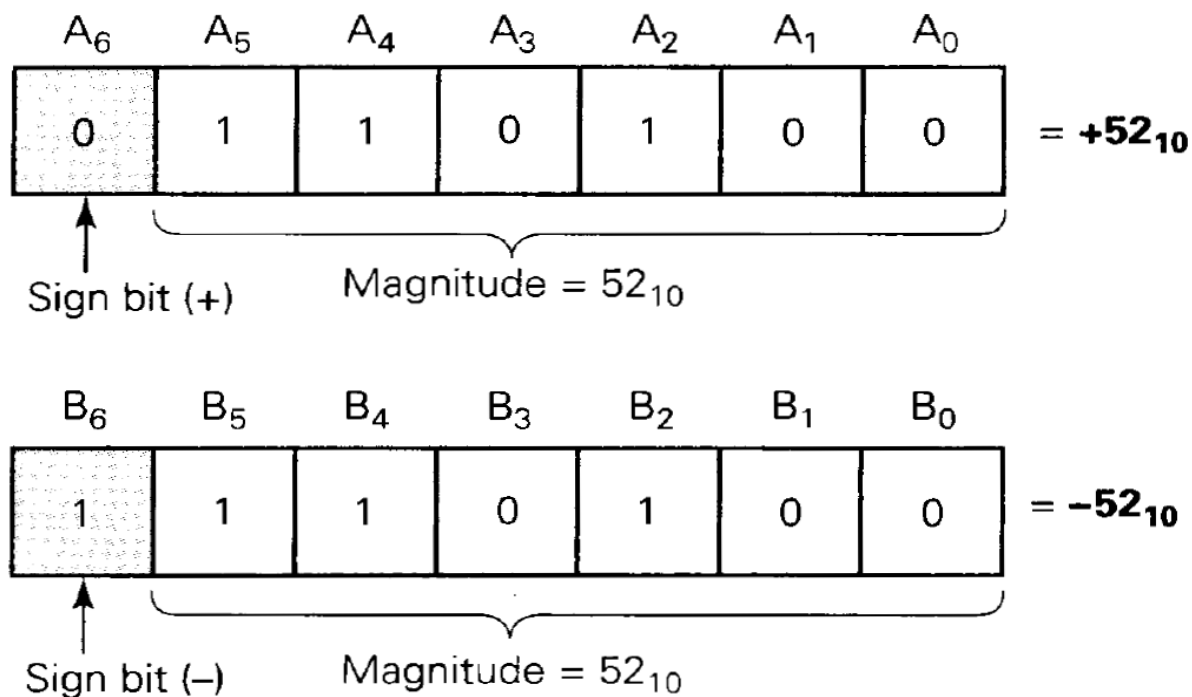 A₆ A₅ A₄ A₃ A₂ A₁ A₀
0 1 1 0 1 0 0 = +52₁₀
Sign bit (+) Magnitude = 52₁₀
B₆ B₅ B₄ B₃ B₂ B₁ B₀
1 1 1 0 1 0 0 = –52₁₀
Sign bit (–) Magnitude = 52₁₀